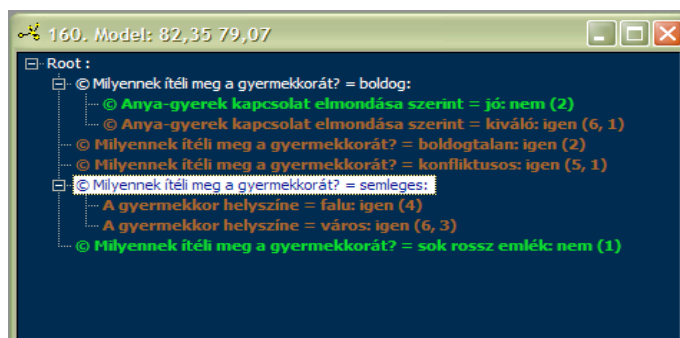 160. Model: 82,35 79,07
Root :
© Milyennek ítéli meg a gyermekkorát? = boldog:
© Anya-gyerek kapcsolat elmondása szerint = jó: nem (2)
© Anya-gyerek kapcsolat elmondása szerint = kiváló: igen (6, 1)
© Milyennek ítéli meg a gyermekkorát? = boldogtalan: igen (2)
© Milyennek ítéli meg a gyermekkorát? = konfliktusos: igen (5, 1)
© Milyennek ítéli meg a gyermekkorát? = semleges:
A gyermekkor helyszíne = falu: igen (4)
A gyermekkor helyszíne = város: igen (6, 3)
© Milyennek ítéli meg a gyermekkorát? = sok rossz emlék: nem (1)